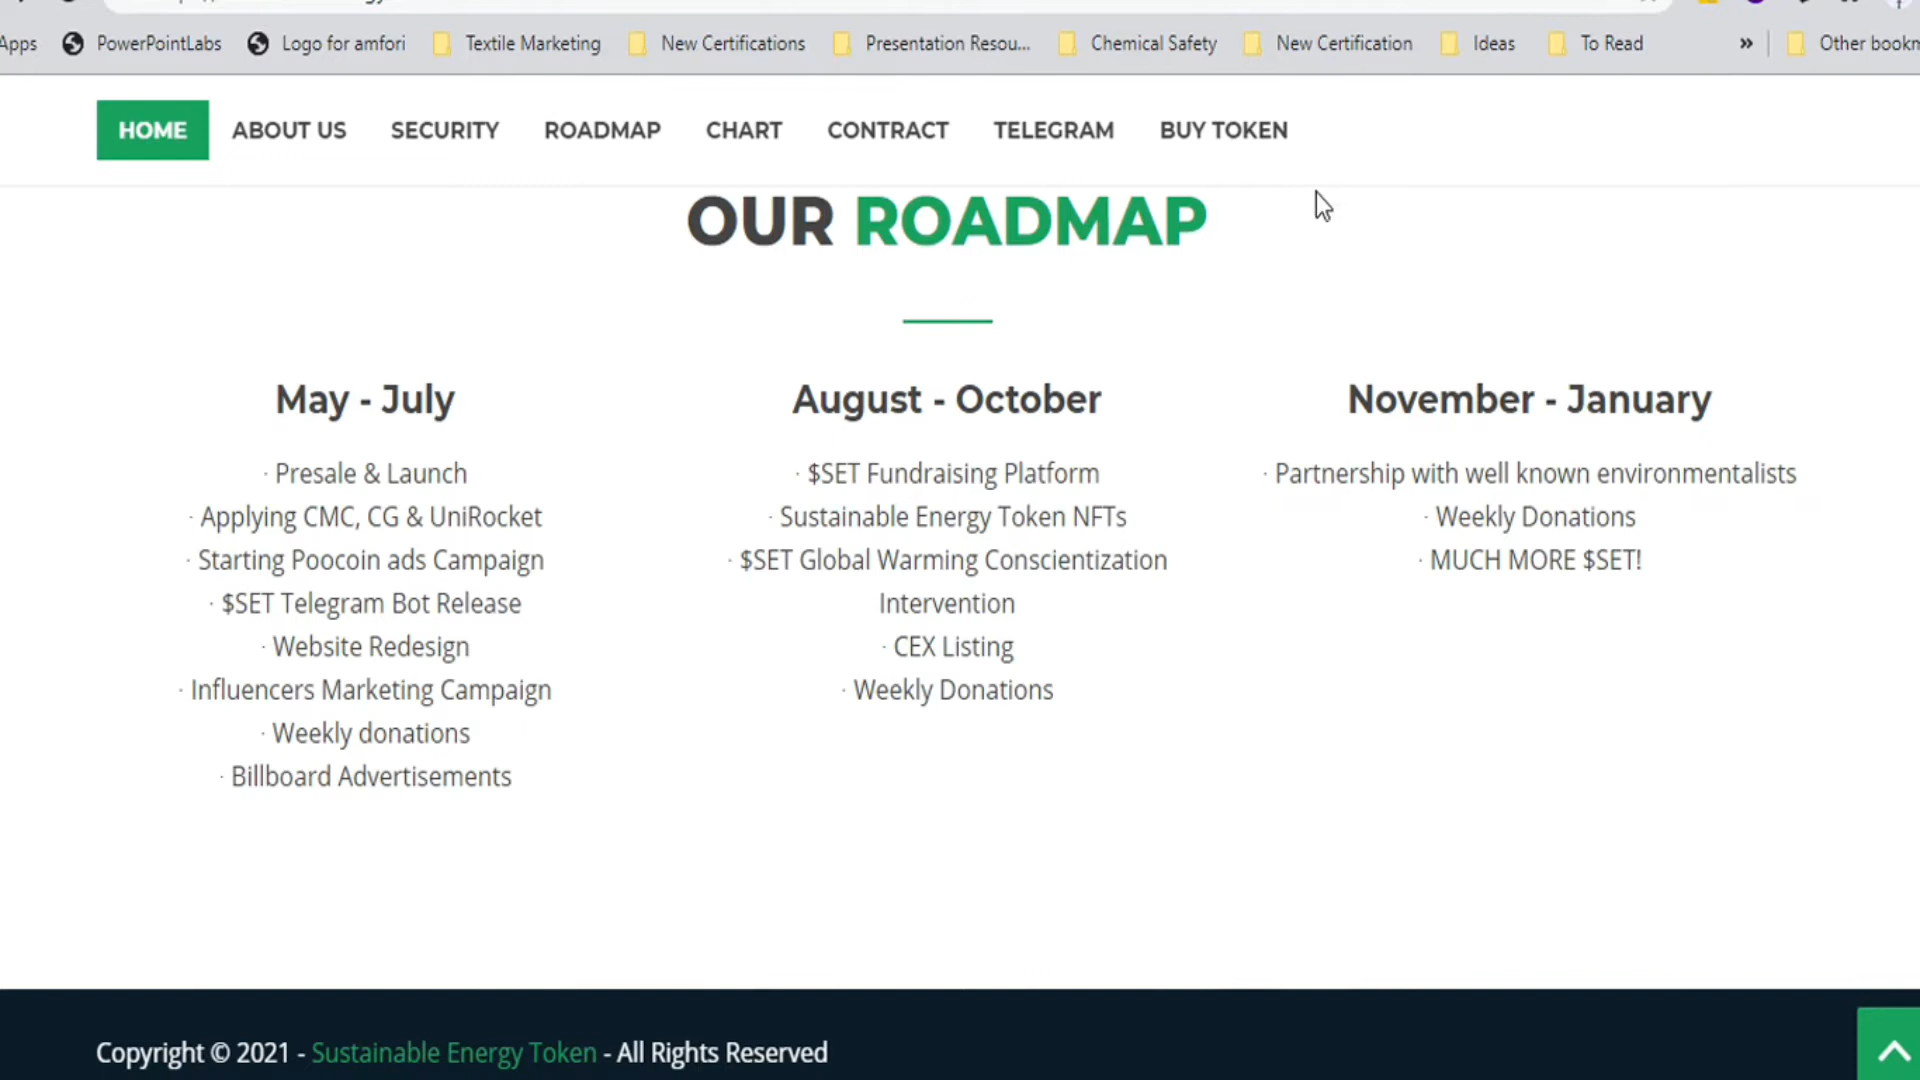 Apps PowerPointLabs Logo for amfori Textile Marketing New Certifications Presentation Resou... Chemical Safety New Certification Ideas To Read » Other bookm
HOME ABOUT US SECURITY ROADMAP CHART CONTRACT TELEGRAM BUY TOKEN
OUR ROADMAP
May - July
· Presale & Launch
· Applying CMC, CG & UniRocket
· Starting Poocoin ads Campaign
· $SET Telegram Bot Release
· Website Redesign
· Influencers Marketing Campaign
· Weekly donations
· Billboard Advertisements
August - October
· $SET Fundraising Platform
· Sustainable Energy Token NFTs
· $SET Global Warming Conscientization
Intervention
· CEX Listing
· Weekly Donations
November - January
· Partnership with well known environmentalists
· Weekly Donations
· MUCH MORE $SET!
Copyright © 2021 - Sustainable Energy Token - All Rights Reserved